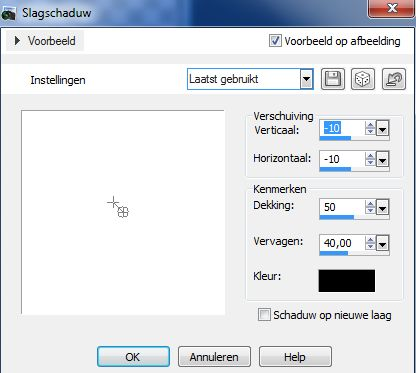 Slagschaduw
Voorbeeld
Voorbeeld op afbeelding
Instellingen
Laatst gebruikt
Verschuiving
Verticaal: -10
Horizontaal: -10
Kenmerken
Dekking: 50
Vervagen: 40,00
Kleur:
Schaduw op nieuwe laag
OK Annuleren Help